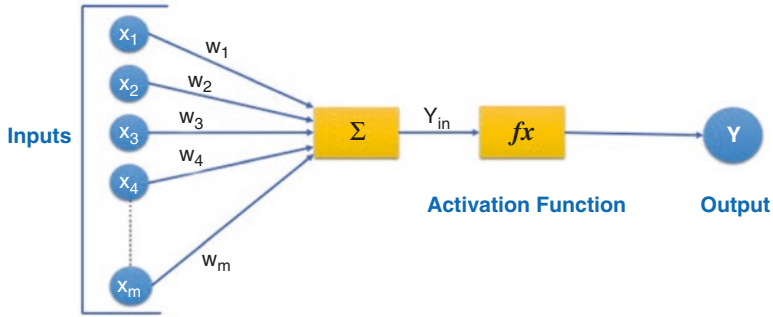 x₁
w₁
x₂
w₂
Inputs
x₃
w₃
Σ
Yᵢₙ
fx
Y
x₄
w₄
Activation Function
Output
xₘ
wₘ